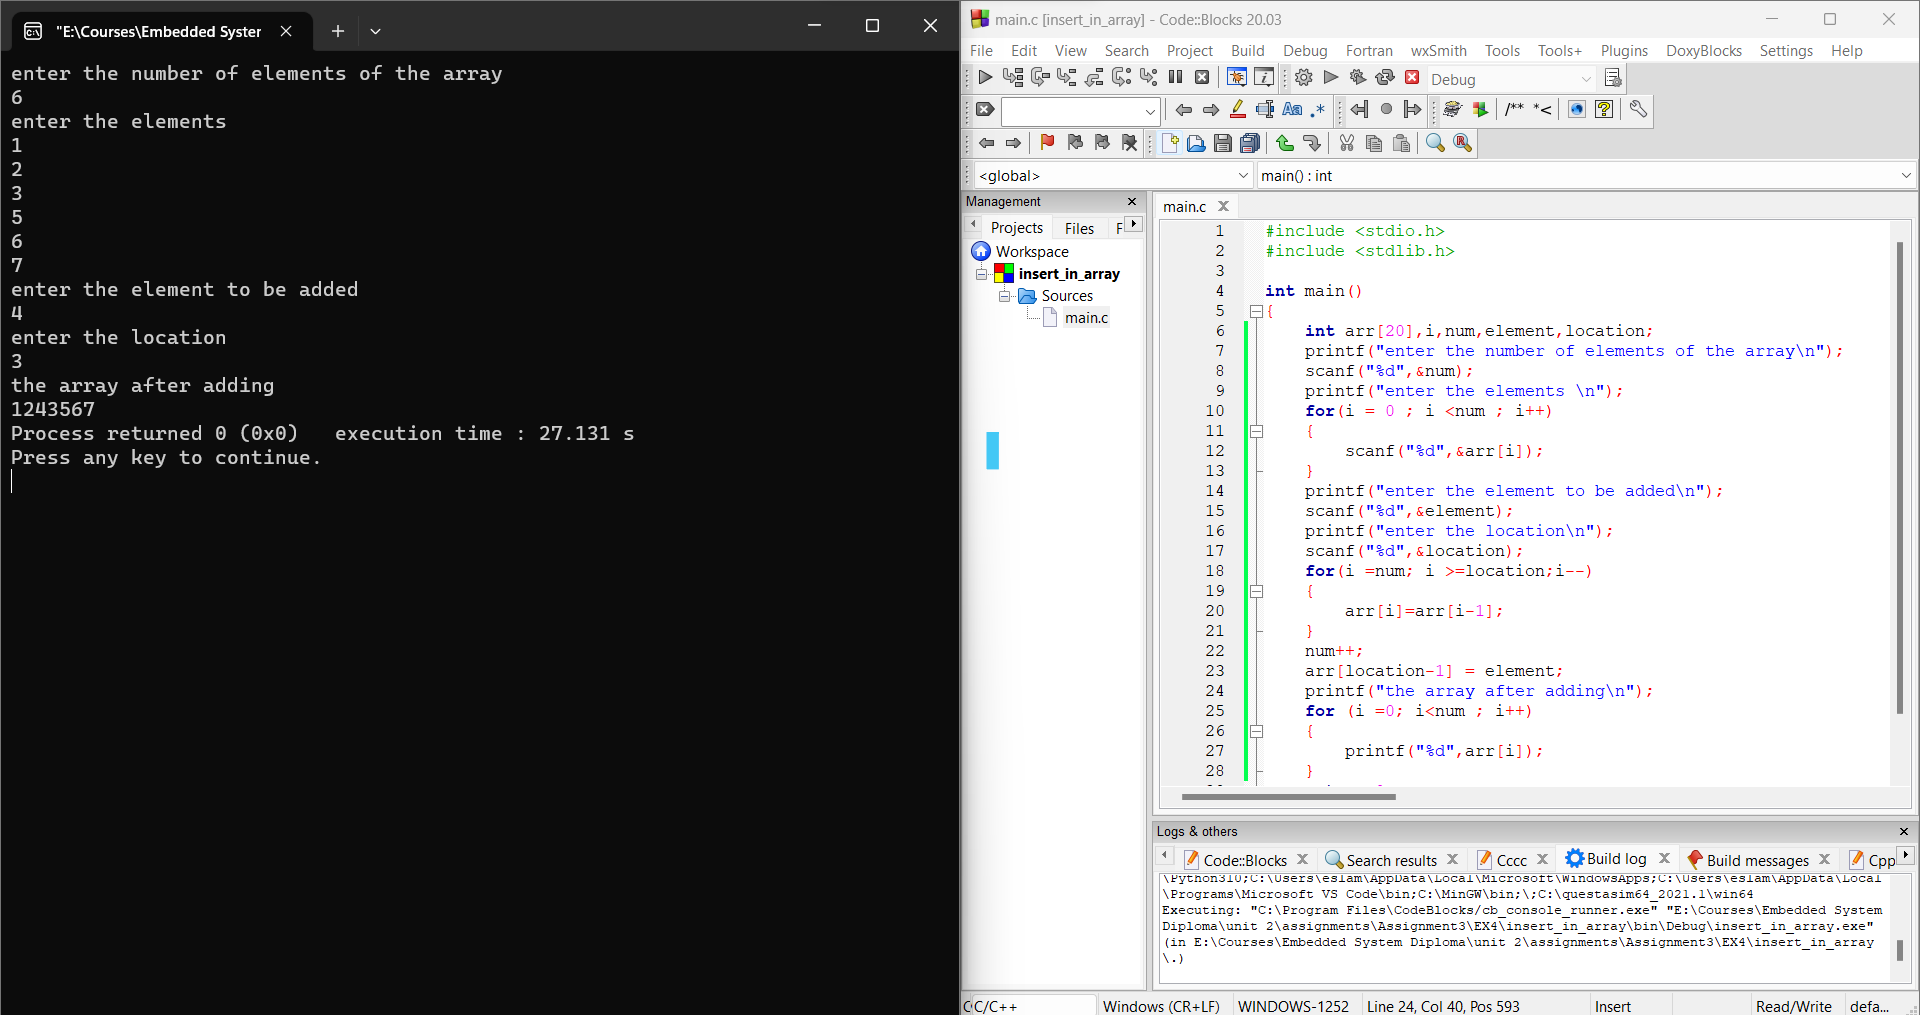 "E:\Courses\Embedded Syster
enter the number of elements of the array
6
enter the elements
1
2
3
5
6
7
enter the element to be added
4
enter the location
3
the array after adding
1243567
Process returned 0 (0x0)   execution time : 27.131 s
Press any key to continue.
main.c [insert_in_array] - Code::Blocks 20.03
File Edit View Search Project Build Debug Fortran wxSmith Tools Tools+ Plugins DoxyBlocks Settings Help
Debug
Aa .* /** *<
<global> main() : int
Management
Projects Files F
Workspace
insert_in_array
Sources
main.c
main.c
1 #include <stdio.h>
2 #include <stdlib.h>
3
4 int main()
5 {
6     int arr[20],i,num,element,location;
7     printf("enter the number of elements of the array\n");
8     scanf("%d",&num);
9     printf("enter the elements \n");
10     for(i = 0 ; i <num ; i++)
11     {
12         scanf("%d",&arr[i]);
13     }
14     printf("enter the element to be added\n");
15     scanf("%d",&element);
16     printf("enter the location\n");
17     scanf("%d",&location);
18     for(i =num; i >=location;i--)
19     {
20         arr[i]=arr[i-1];
21     }
22     num++;
23     arr[location-1] = element;
24     printf("the array after adding\n");
25     for (i =0; i<num ; i++)
26     {
27         printf("%d",arr[i]);
28     }
Logs & others
Code::Blocks Search results Cccc Build log Build messages Cpp
\Python310;C:\Users\eslam\AppData\Local\Microsoft\WindowsApps;C:\Users\eslam\AppData\Local
\Programs\Microsoft VS Code\bin;C:\MinGW\bin;\;C:\questasim64_2021.1\win64
Executing: "C:\Program Files\CodeBlocks/cb_console_runner.exe" "E:\Courses\Embedded System
Diploma\unit 2\assignments\Assignment3\EX4\insert_in_array\bin\Debug\insert_in_array.exe"
(in E:\Courses\Embedded System Diploma\unit 2\assignments\Assignment3\EX4\insert_in_array
\.)
C/C++ Windows (CR+LF) WINDOWS-1252 Line 24, Col 40, Pos 593 Insert Read/Write defa...